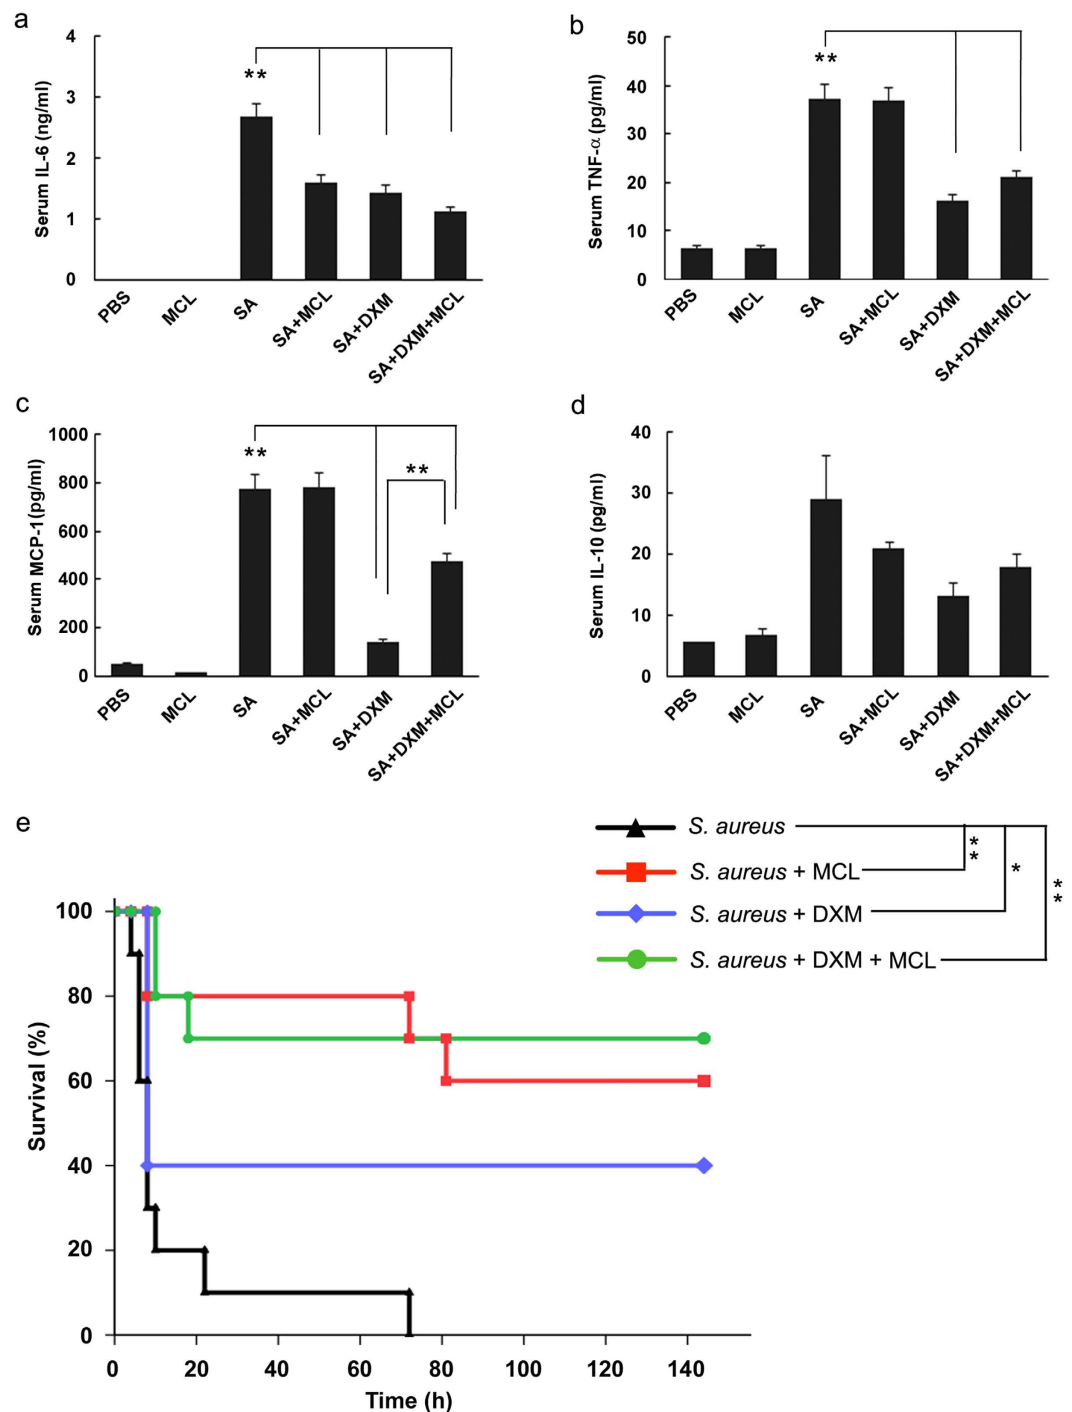 a
Serum IL-6 (ng/ml)
4
3
2
1
0
**
PBS
MCL
SA
SA+MCL
SA+DXM
SA+DXM+MCL
b
Serum TNF-α (pg/ml)
50
40
30
20
10
0
**
PBS
MCL
SA
SA+MCL
SA+DXM
SA+DXM+MCL
c
Serum MCP-1(pg/ml)
1000
800
600
400
200
0
**
**
PBS
MCL
SA
SA+MCL
SA+DXM
SA+DXM+MCL
d
Serum IL-10 (pg/ml)
40
30
20
10
0
PBS
MCL
SA
SA+MCL
SA+DXM
SA+DXM+MCL
e
S. aureus
S. aureus + MCL
S. aureus + DXM
S. aureus + DXM + MCL
**
*
**
Survival (%)
100
80
60
40
20
0
0 20 40 60 80 100 120 140
Time (h)